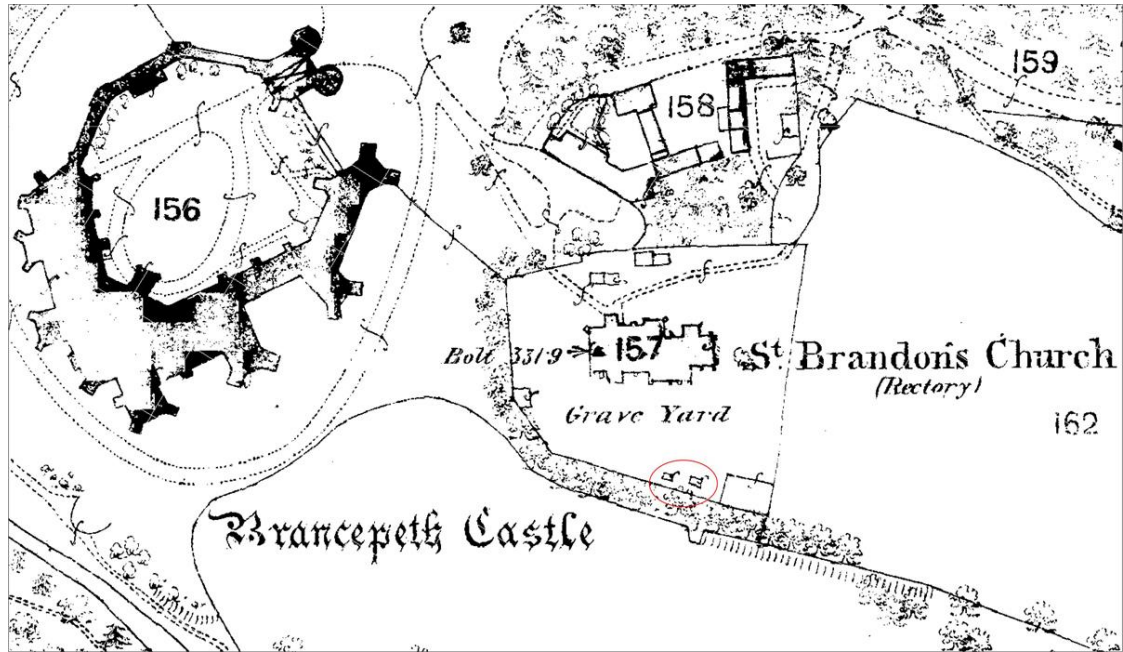 159
158
156
Bolt 331·9
157
St. Brandon's Church
(Rectory)
Grave Yard
162
Brancepeth Castle